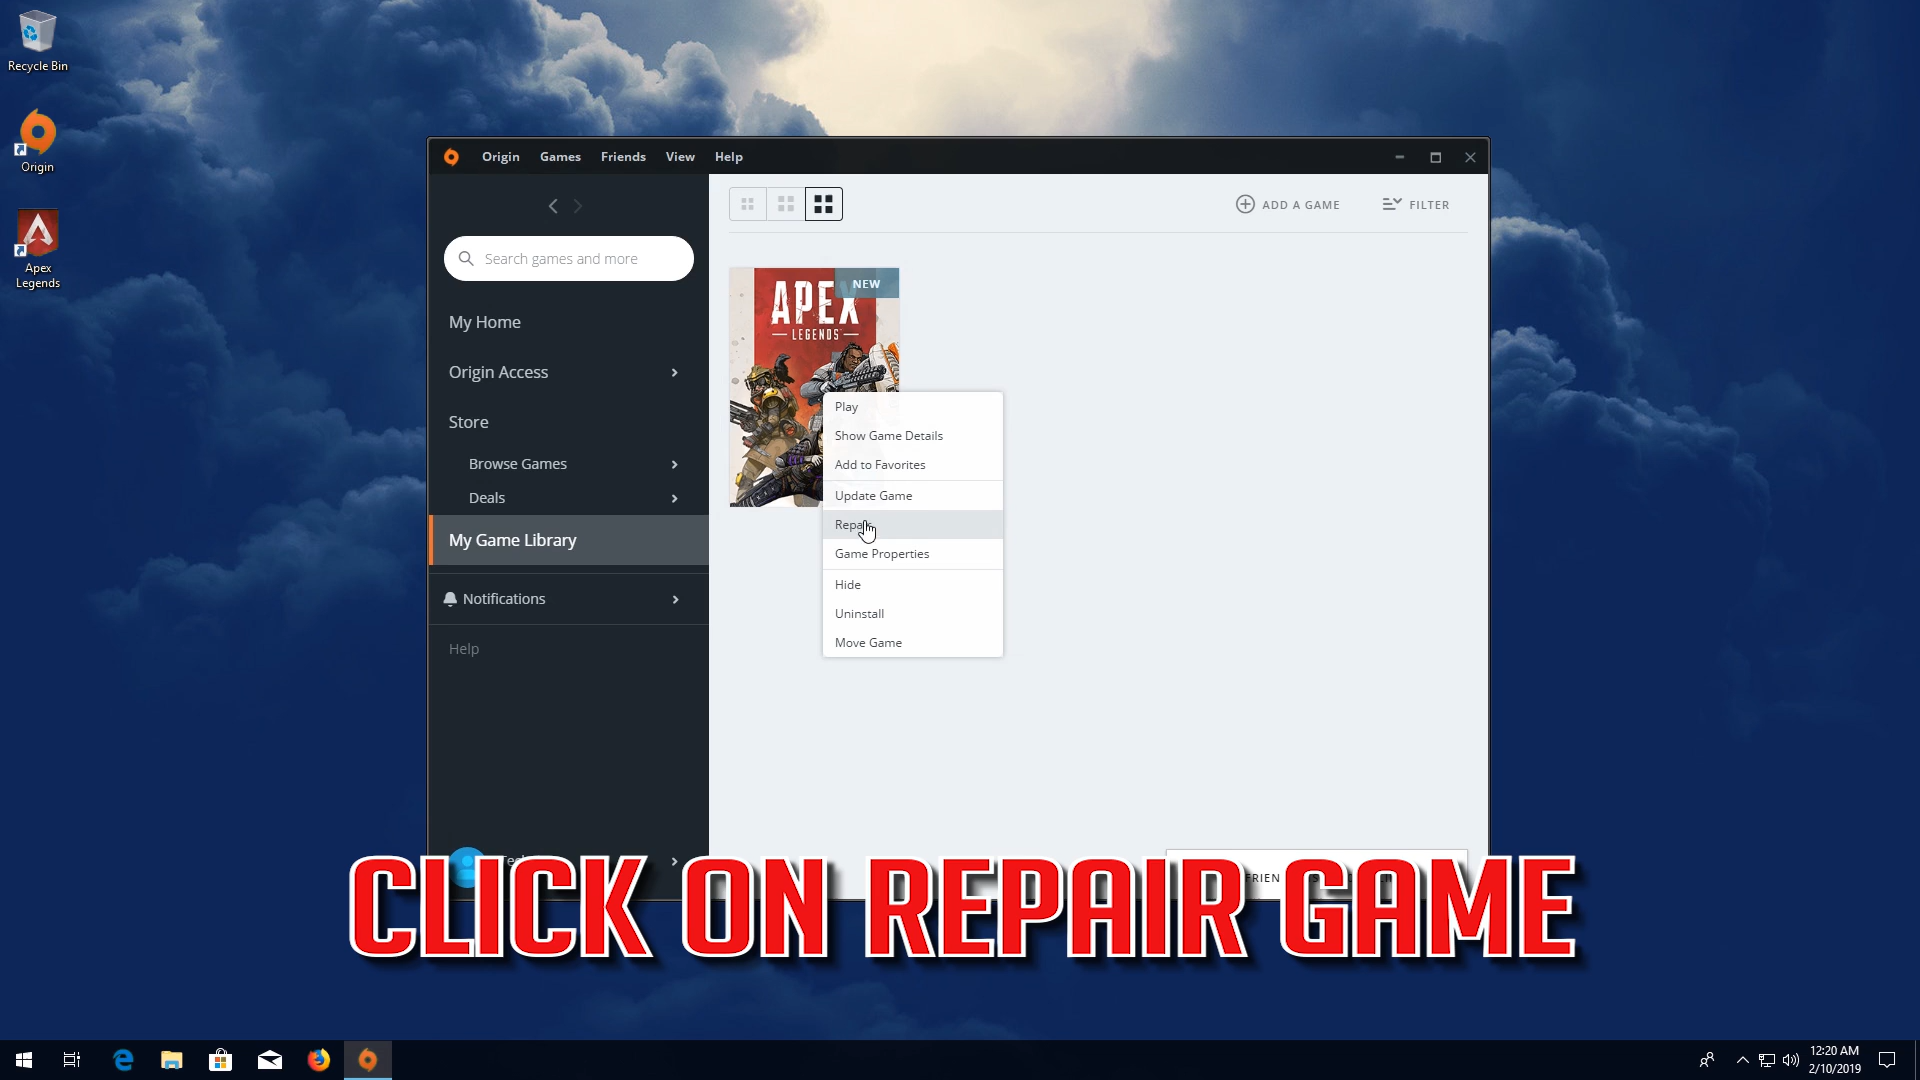 Recycle Bin
Origin
Apex
Legends
Origin Games Friends View Help
Search games and more
My Home
Origin Access
Store
Browse Games
Deals
My Game Library
Notifications
Help
ADD A GAME
FILTER
NEW
APEX
LEGENDS
Play
Show Game Details
Add to Favorites
Update Game
Repair
Game Properties
Hide
Uninstall
Move Game
CLICK ON REPAIR GAME
12:20 AM
2/10/2019